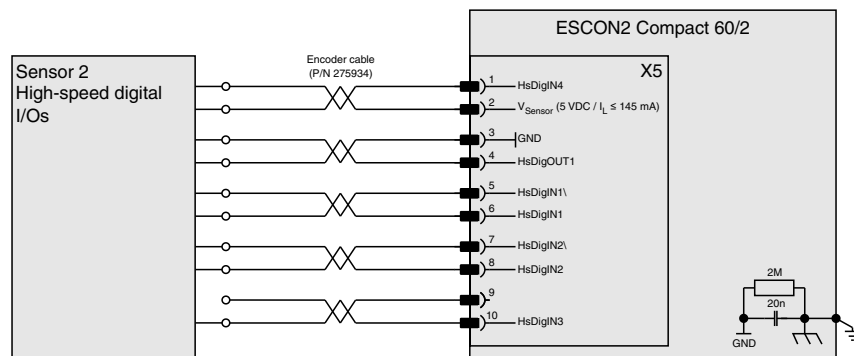 ESCON2 Compact 60/2
Sensor 2
High-speed digital
I/Os
Encoder cable
(P/N 275934)
X5
1 HsDigIN4
2 VSensor (5 VDC / IL ≤ 145 mA)
3 GND
4 HsDigOUT1
5 HsDigIN1\
6 HsDigIN1
7 HsDigIN2\
8 HsDigIN2
9
10 HsDigIN3
2M
20n
GND